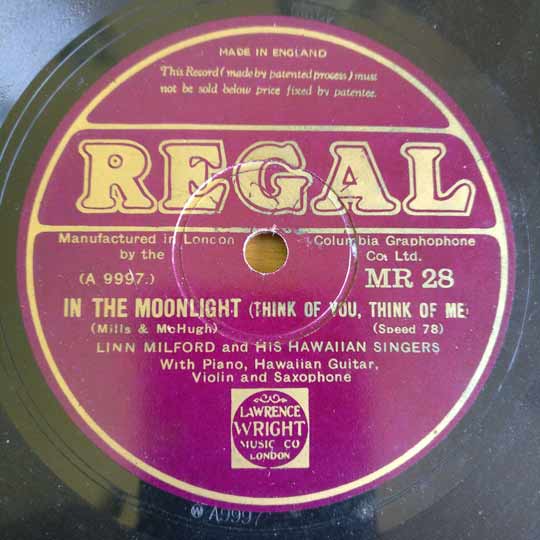 MADE IN ENGLAND
This Record (made by patented process) must
not be sold below price fixed by patentee.
REGAL
Manufactured in London Columbia Graphophone
by the Co. Ltd.
(A 9997.) MR 28
IN THE MOONLIGHT (THINK OF YOU, THINK OF ME)
(Mills & McHugh) (Speed 78)
LINN MILFORD and HIS HAWAIIAN SINGERS
With Piano, Hawaiian Guitar,
Violin and Saxophone
LAWRENCE
WRIGHT
MUSIC CO
LONDON
Ⓦ A9997